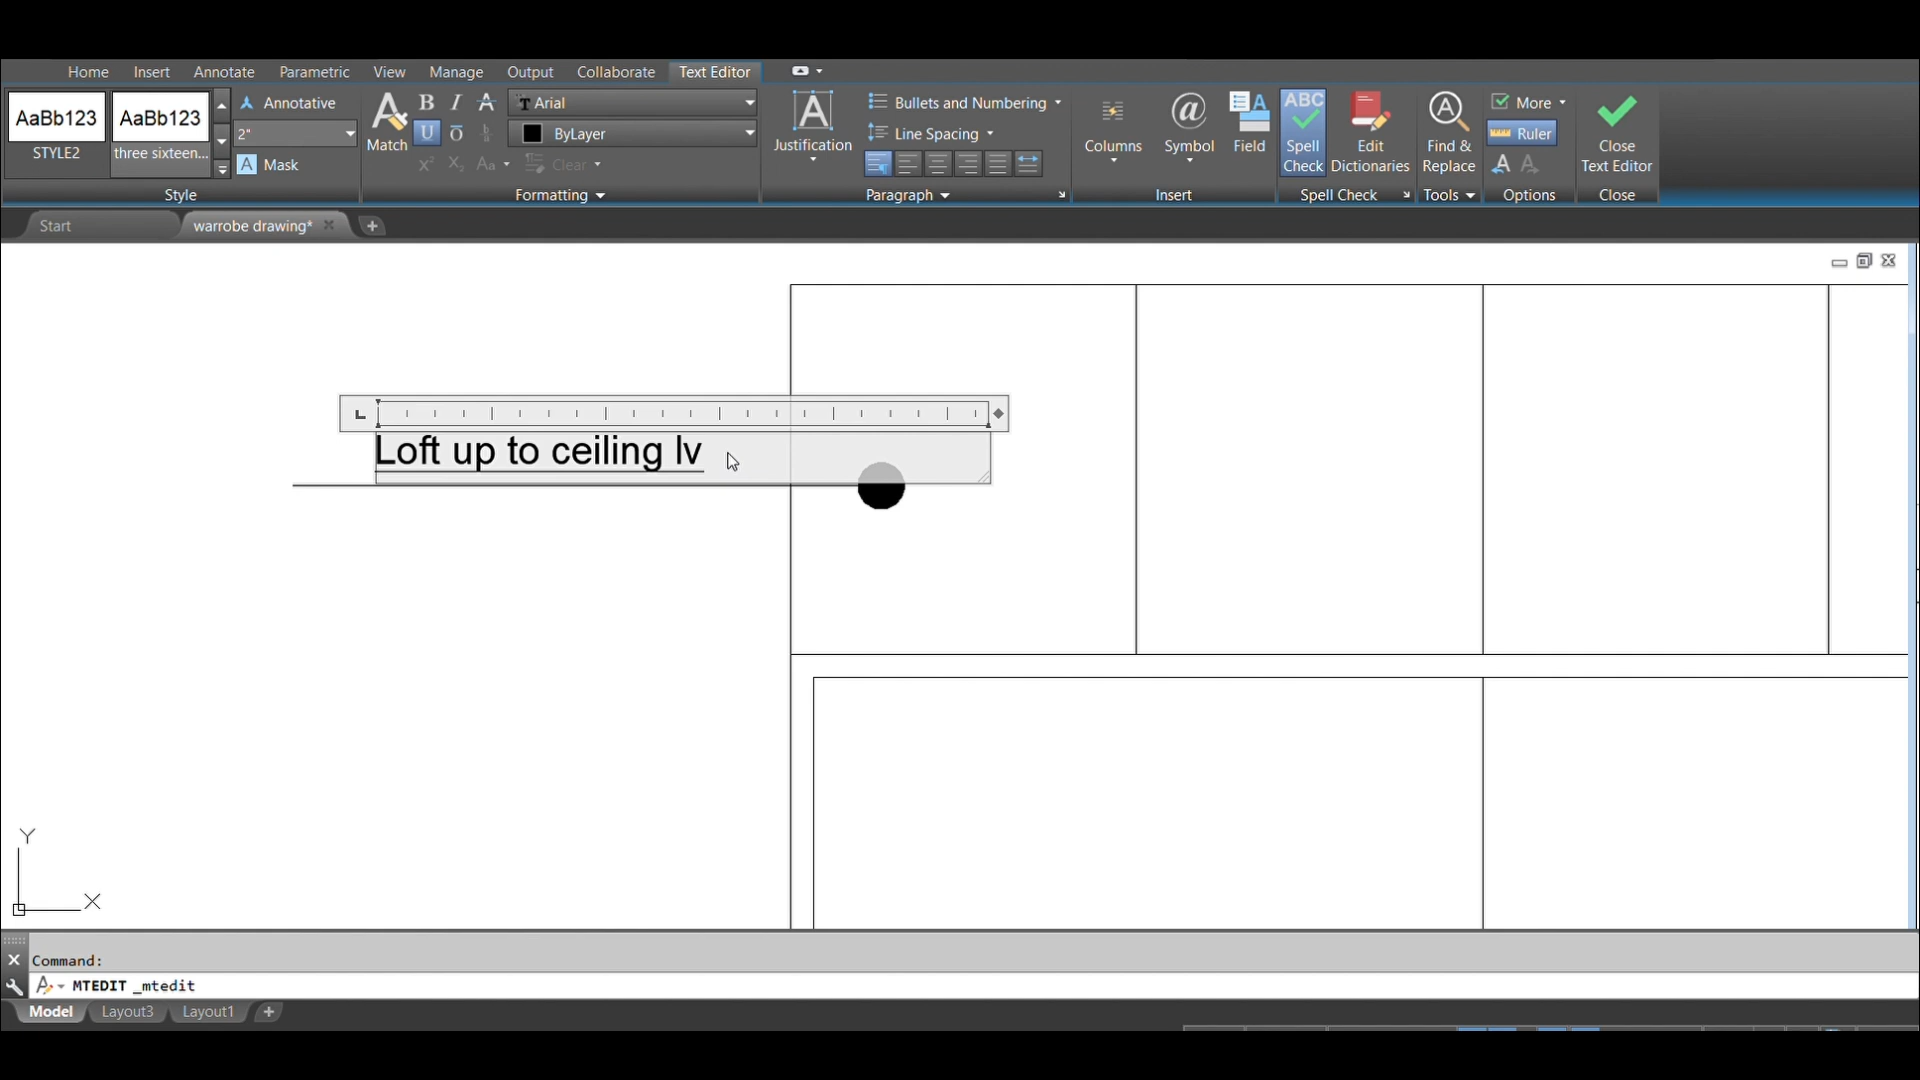 Home Insert Annotate Parametric View Manage Output Collaborate Text Editor
AaBb123 AaBb123 Annotative Match B I A Arial Bullets and Numbering More
2" U O ByLayer Line Spacing Ruler
STYLE2 three sixteen... Mask X² X₂ Aa Clear Justification Columns @ Symbol Field ABC Spell Check Edit Dictionaries Find & Replace Close Text Editor
Style Formatting Paragraph Insert Spell Check Tools Options Close
Start warrobe drawing*
Loft up to ceiling lv
Y
X
Command:
MTEDIT _mtedit
Model Layout3 Layout1